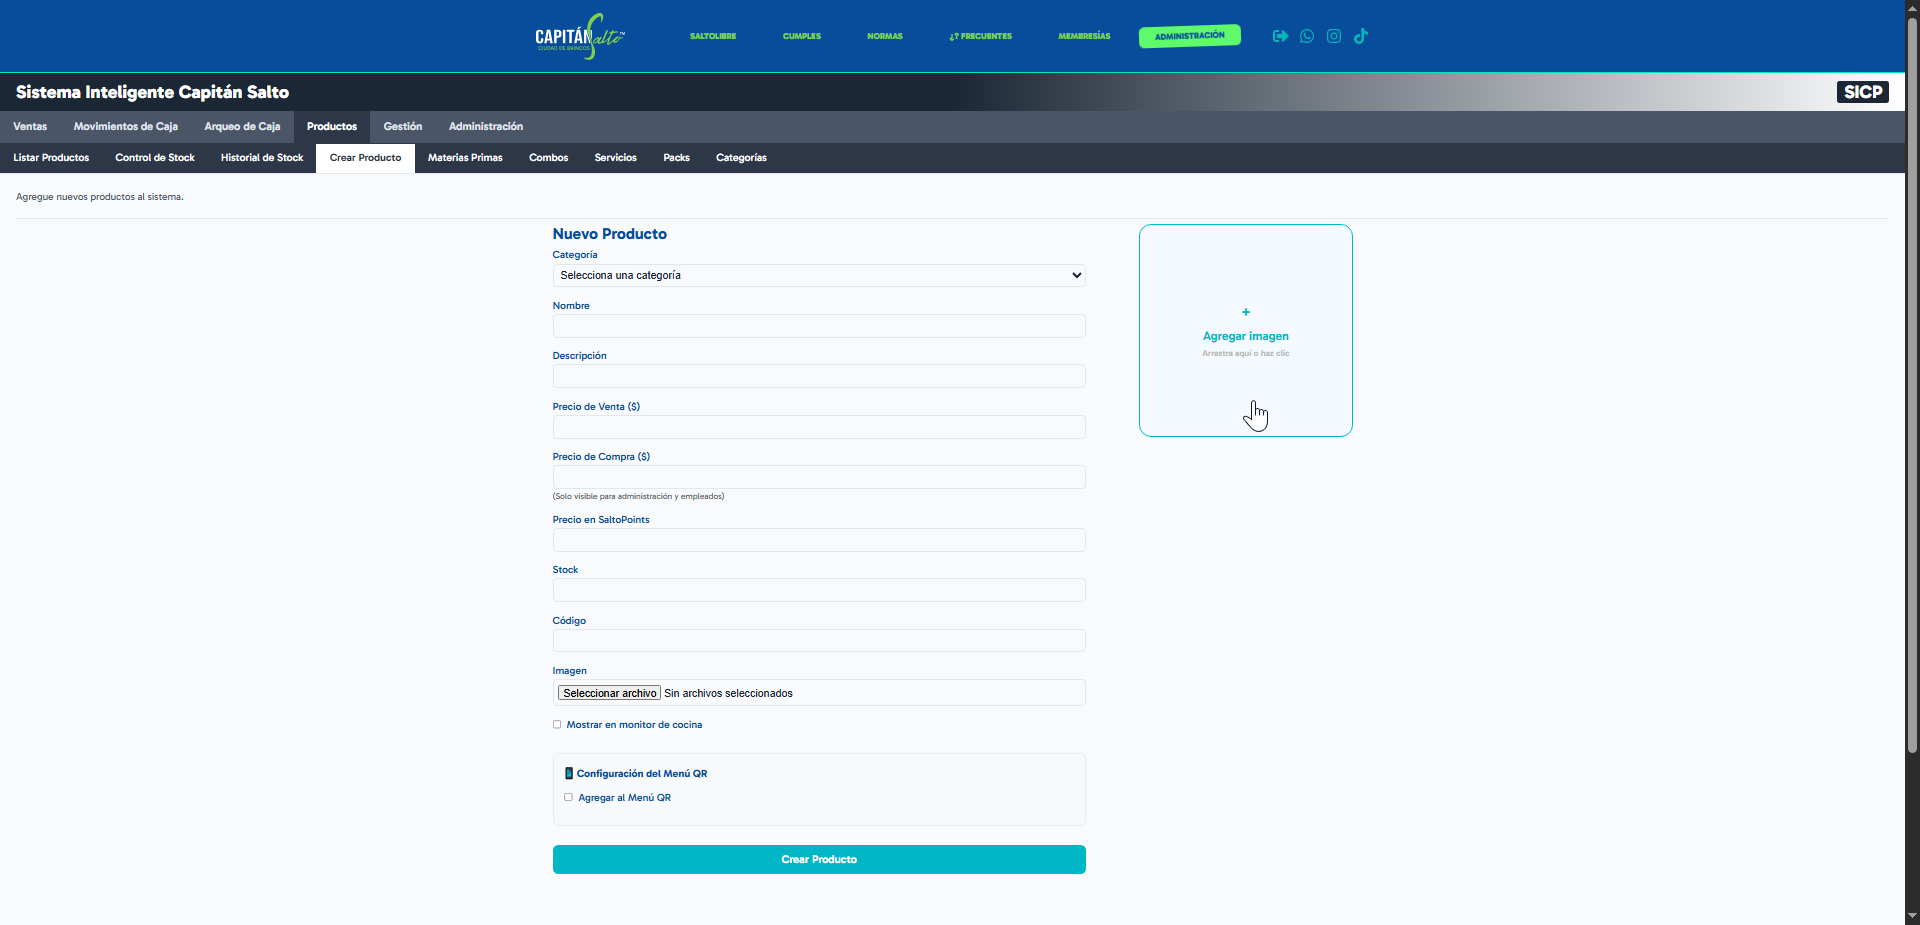 CAPITÁN Salto™
CIUDAD DE BRINCOS
SALTOLIBRE CUMPLES NORMAS ¿? FRECUENTES MEMBRESÍAS ADMINISTRACIÓN
Sistema Inteligente Capitán Salto SICP
Ventas Movimientos de Caja Arqueo de Caja Productos Gestión Administración
Listar Productos Control de Stock Historial de Stock Crear Producto Materias Primas Combos Servicios Packs Categorías
Agregue nuevos productos al sistema.
Nuevo Producto
Categoría
Selecciona una categoría
Nombre
Descripción
Precio de Venta ($)
Precio de Compra ($)
(Solo visible para administración y empleados)
Precio en SaltoPoints
Stock
Código
Imagen
Seleccionar archivo Sin archivos seleccionados
Mostrar en monitor de cocina
Configuración del Menú QR
Agregar al Menú QR
Crear Producto
+
Agregar imagen
Arrastra aquí o haz clic